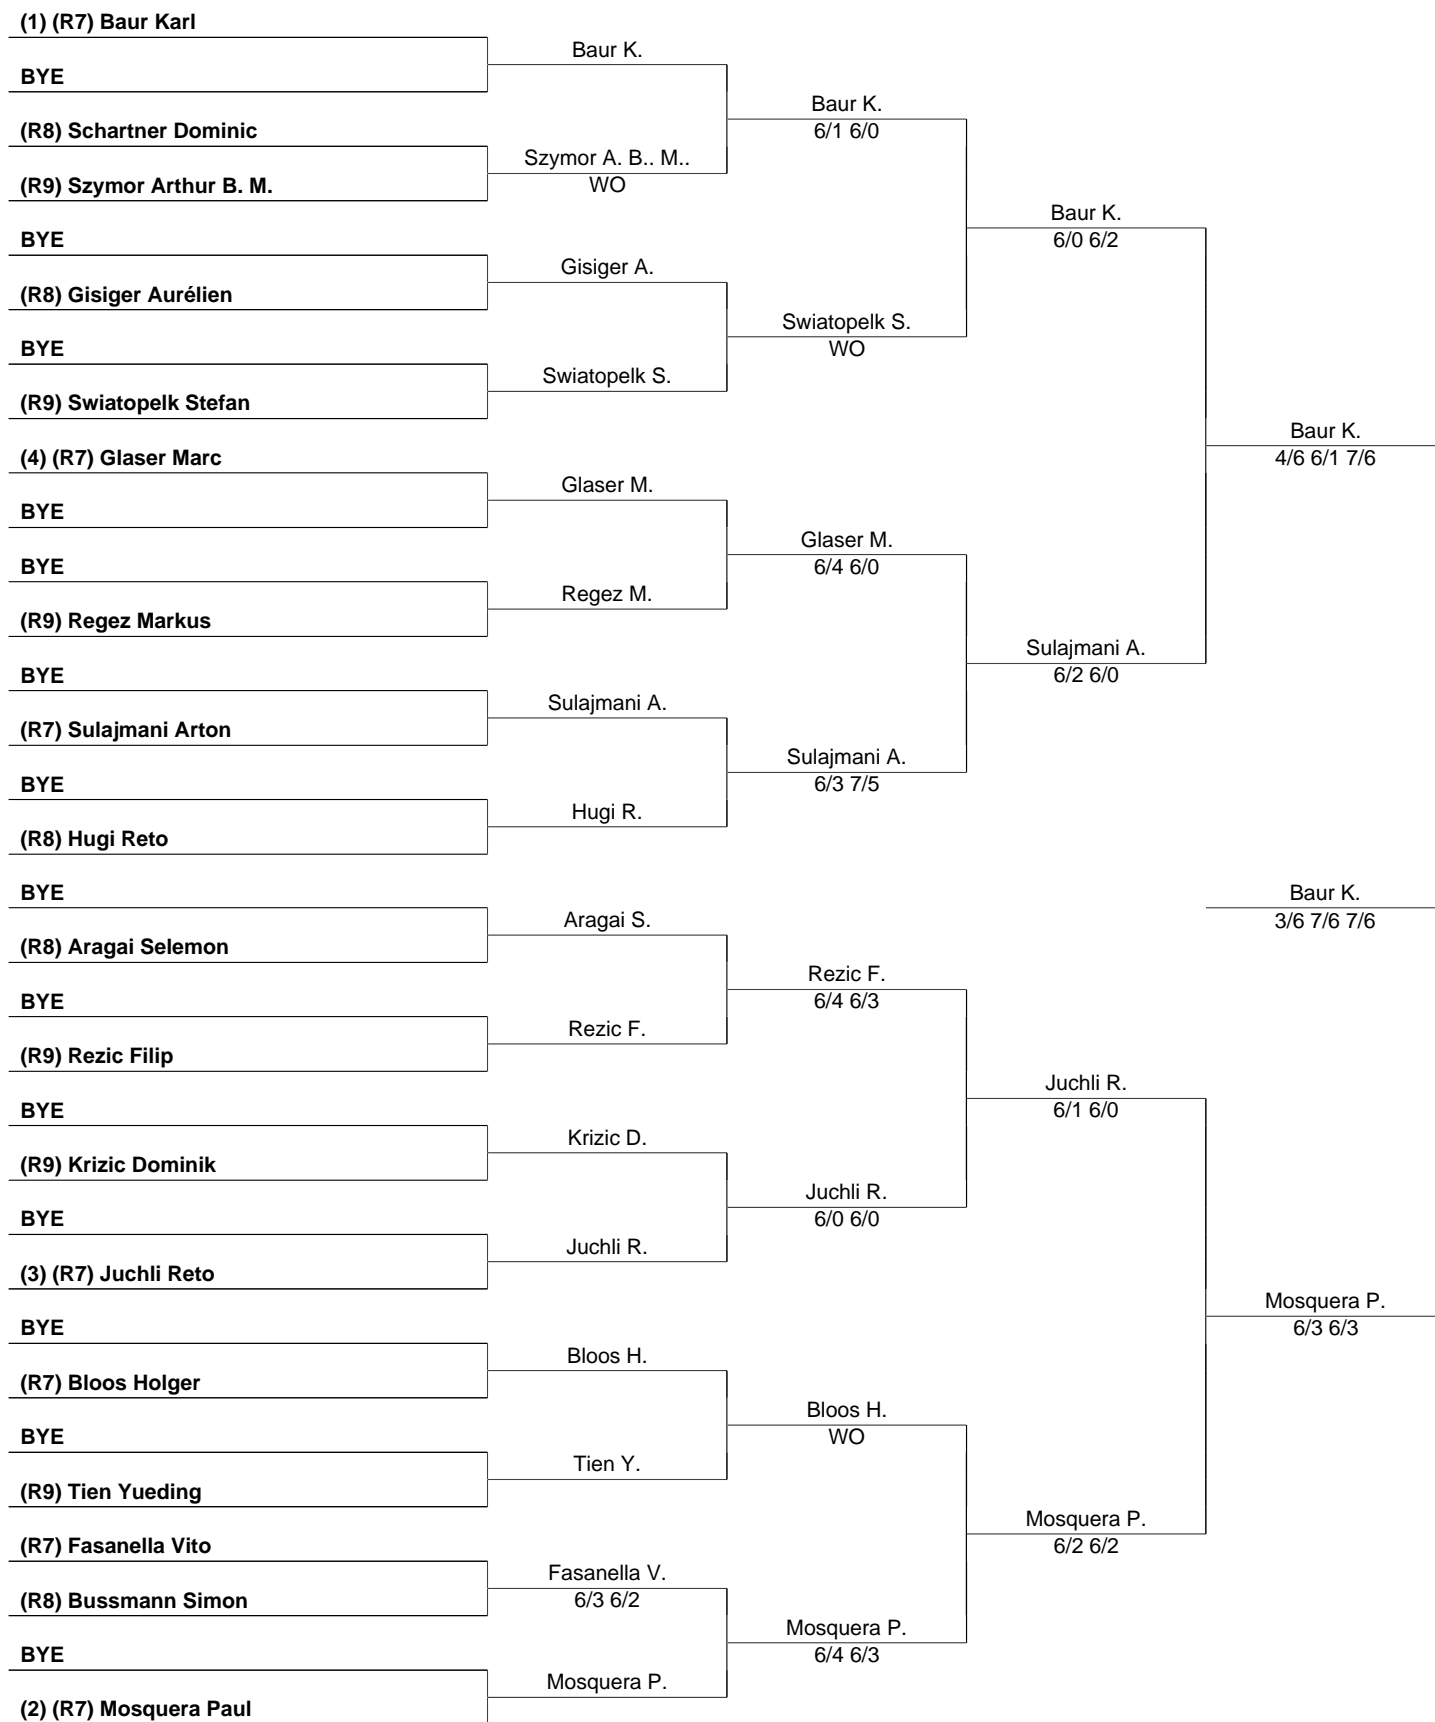 (1) (R7) Baur Karl
Baur K.
BYE
Baur K.
6/1 6/0
(R8) Schartner Dominic
Szymor A. B.. M..
WO
(R9) Szymor Arthur B. M.
Baur K.
6/0 6/2
BYE
Gisiger A.
(R8) Gisiger Aurélien
Swiatopelk S.
WO
BYE
Swiatopelk S.
(R9) Swiatopelk Stefan
Baur K.
4/6 6/1 7/6
(4) (R7) Glaser Marc
Glaser M.
BYE
Glaser M.
6/4 6/0
BYE
Regez M.
(R9) Regez Markus
Sulajmani A.
6/2 6/0
BYE
Sulajmani A.
(R7) Sulajmani Arton
Sulajmani A.
6/3 7/5
BYE
Hugi R.
(R8) Hugi Reto
BYE
Baur K.
3/6 7/6 7/6
Aragai S.
(R8) Aragai Selemon
Rezic F.
6/4 6/3
BYE
Rezic F.
(R9) Rezic Filip
Juchli R.
6/1 6/0
BYE
Krizic D.
(R9) Krizic Dominik
Juchli R.
6/0 6/0
BYE
Juchli R.
(3) (R7) Juchli Reto
Mosquera P.
6/3 6/3
BYE
Bloos H.
(R7) Bloos Holger
Bloos H.
WO
BYE
Tien Y.
(R9) Tien Yueding
Mosquera P.
6/2 6/2
(R7) Fasanella Vito
Fasanella V.
6/3 6/2
(R8) Bussmann Simon
Mosquera P.
6/4 6/3
BYE
Mosquera P.
(2) (R7) Mosquera Paul